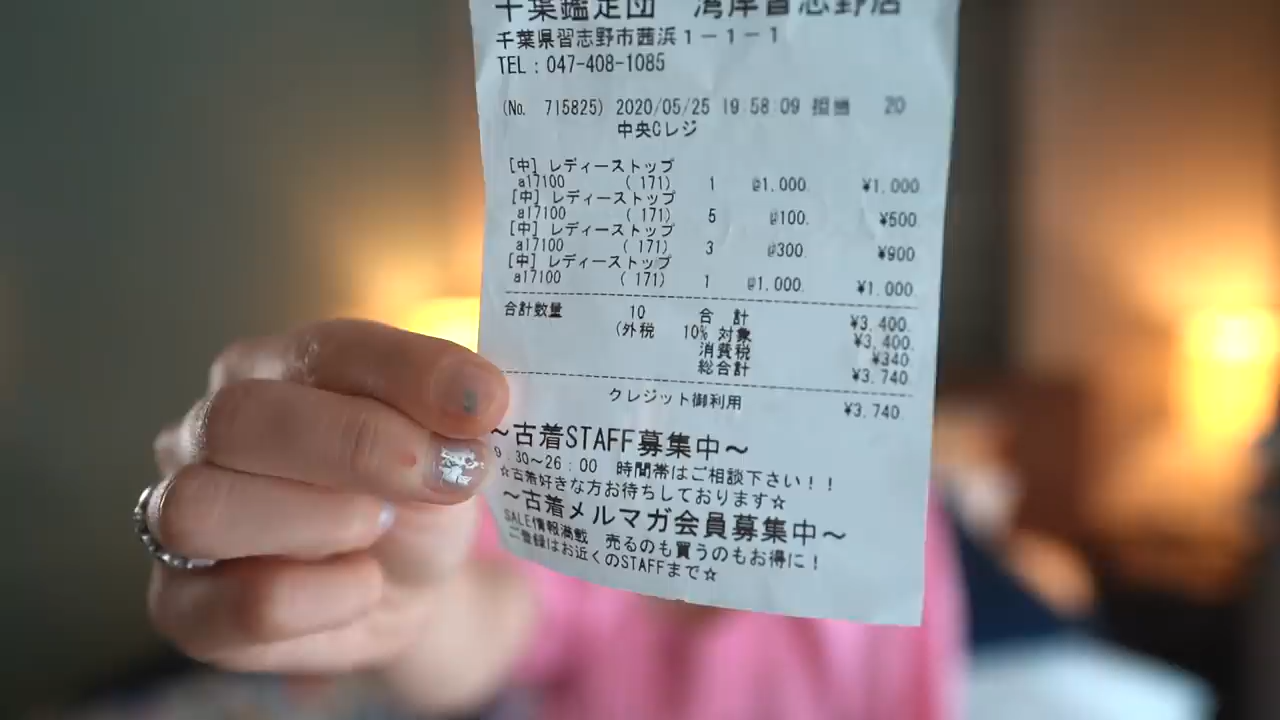 千葉鑑定団 湾岸習志野店
千葉県習志野市茜浜1-1-1
TEL:047-408-1085
(No. 715825) 2020/05/25 19:58:09 担当 20
中央Cレジ
[中] レディーストップ
a17100 ( 171) 1 @1,000 ¥1,000
[中] レディーストップ
a17100 ( 171) 5 @100 ¥500
[中] レディーストップ
a17100 ( 171) 3 @300 ¥900
[中] レディーストップ
a17100 ( 171) 1 @1,000 ¥1,000
合計数量 10 合 計 ¥3,400
(外税 10% 対象 ¥3,400
消費税 ¥340
総合計 ¥3,740
クレジット御利用 ¥3,740
～古着STAFF募集中～
9:30～26:00 時間帯はご相談下さい!!
☆古着好きな方お待ちしております☆
～古着メルマガ会員募集中～
SALE情報満載 売るのも買うのもお得に!
ご登録はお近くのSTAFFまで☆